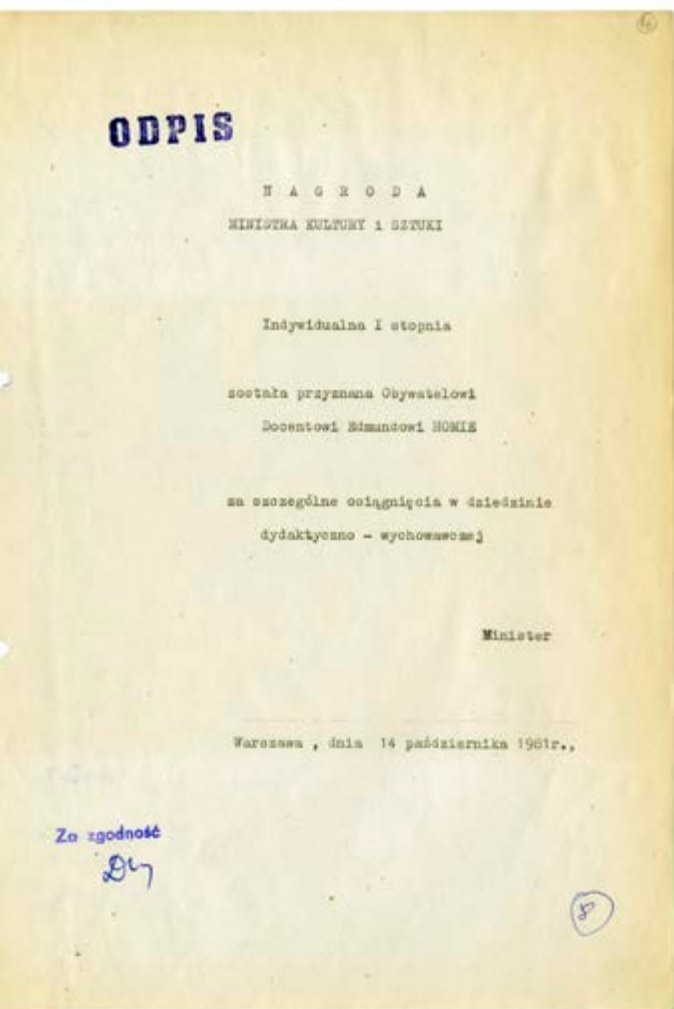 ODPIS
N A G R O D A
MINISTRA KULTURY i SZTUKI
Indywidualna I stopnia
została przyznana Obywatelowi
Docentowi Edmundowi HOMIE
za szczególne osiągnięcia w dziedzinie
dydaktyczno - wychowawczej
Minister
Warszawa , dnia 14 października 1981r.,
Za zgodność
8